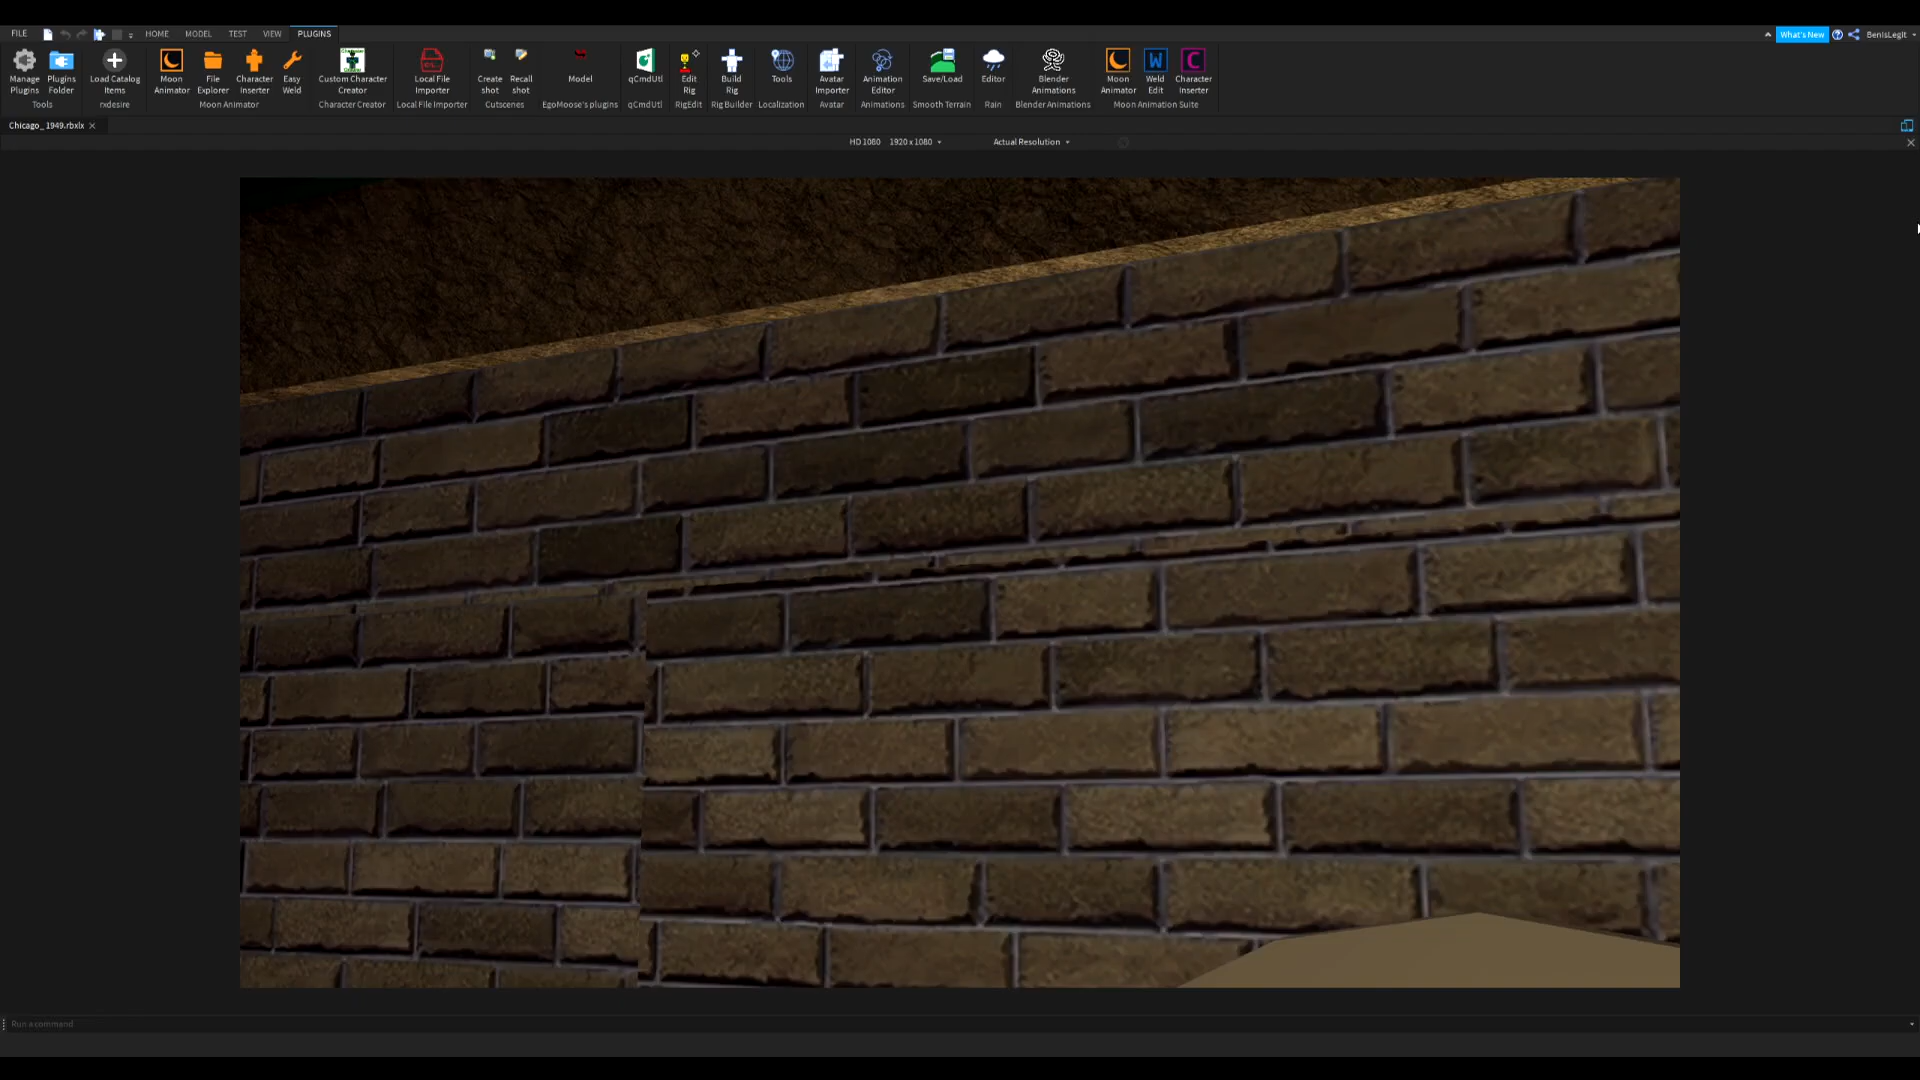 FILE HOME MODEL TEST VIEW PLUGINS What's New BenIsLegit
Manage Plugins Plugins Folder Load Catalog Items Moon Animator File Explorer Character Inserter Easy Weld Custom Character Creator Local File Importer Create shot Recall shot Model qCmdUtl Edit Rig Build Rig Tools Avatar Importer Animation Editor Save/Load Editor Blender Animations Moon Animator Weld Edit Character Inserter
Tools rxdesire Moon Animator Character Creator Local File Importer Cutscenes EgoMoose's plugins qCmdUtl RigEdit Rig Builder Localization Avatar Animations Smooth Terrain Rain Blender Animations Moon Animation Suite
Chicago_ 1949.rbxlx
HD 1080 1920 x 1080 Actual Resolution
Run a command